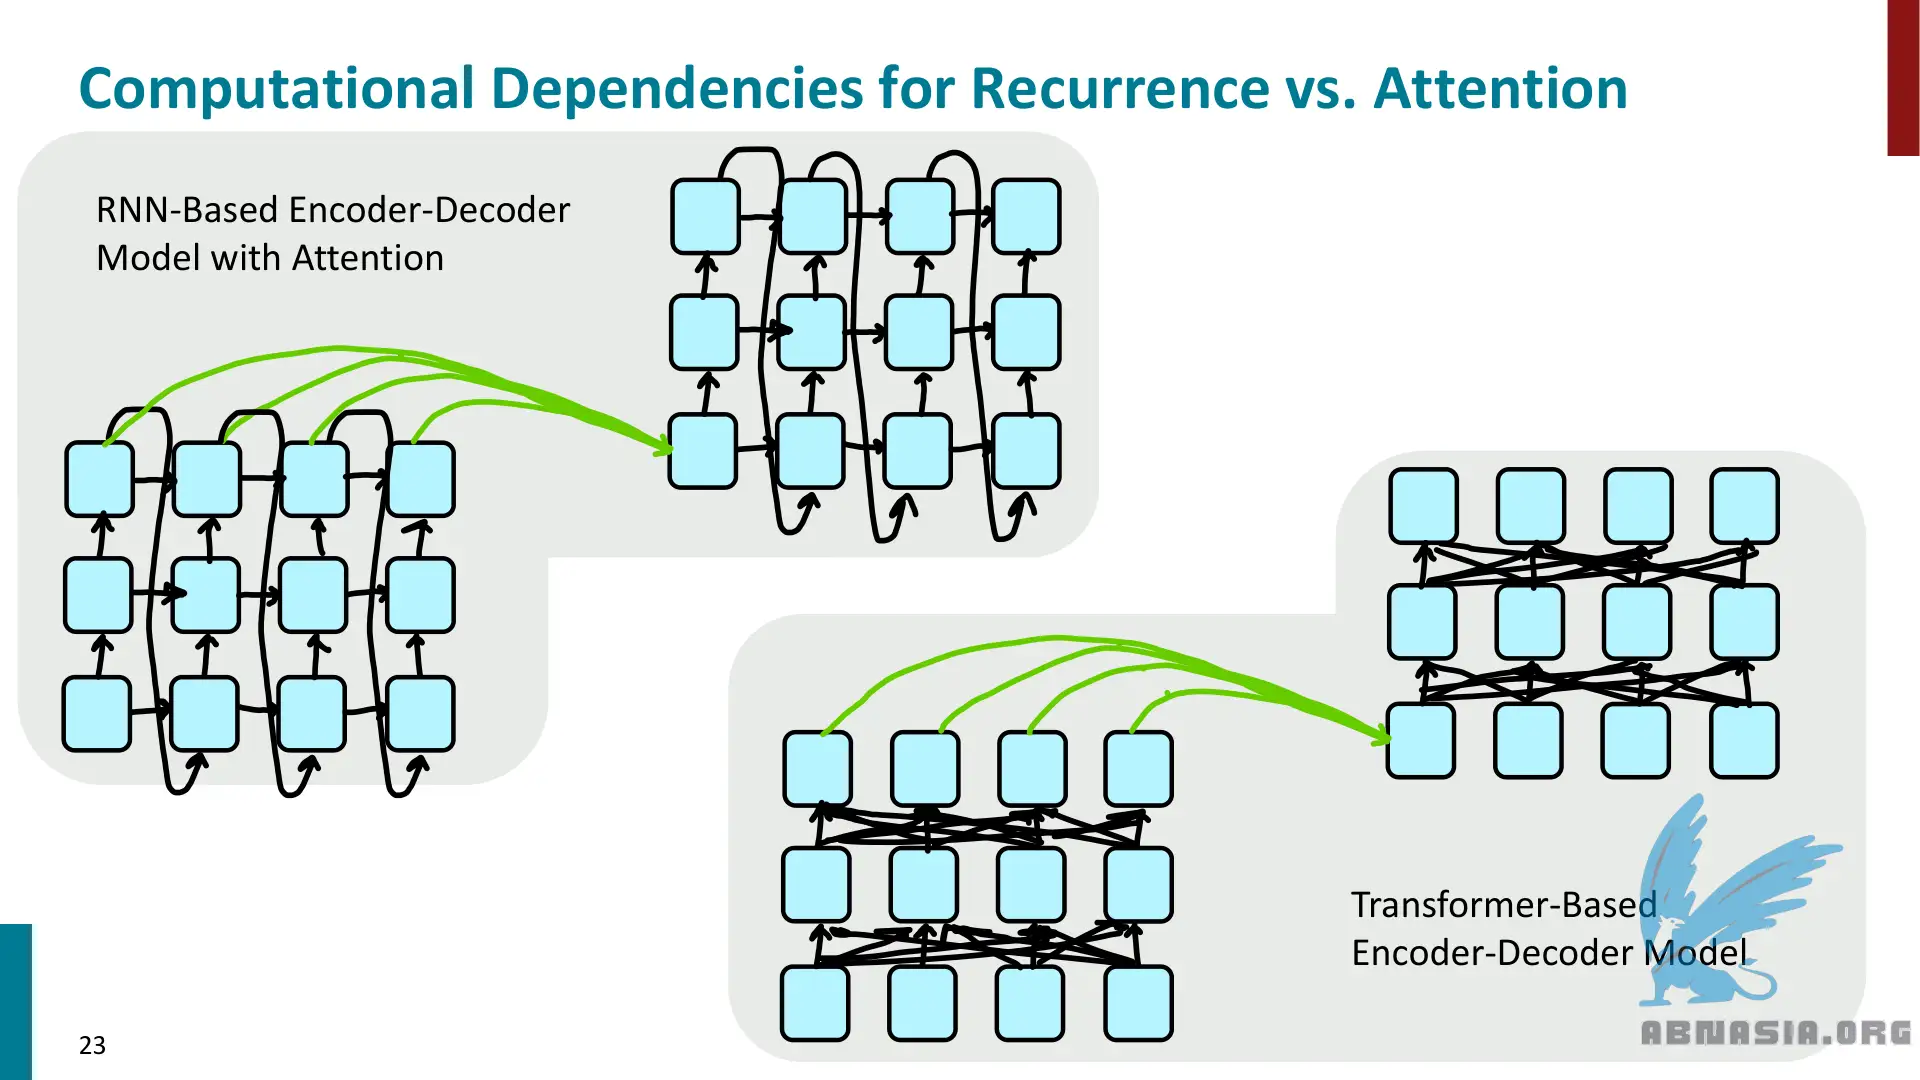 Computational Dependencies for Recurrence vs. Attention
RNN-Based Encoder-Decoder
Model with Attention
Transformer-Based
Encoder-Decoder Model
23
ABNASIA.ORG